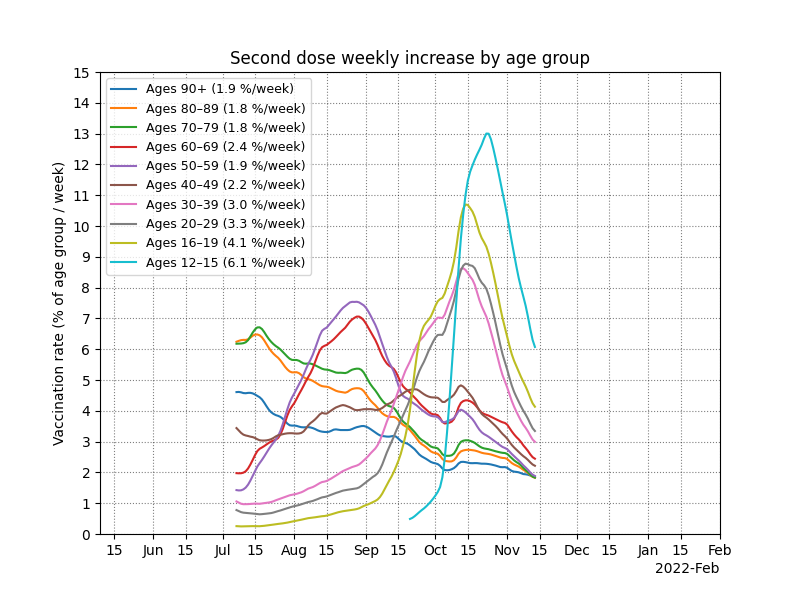 Second dose weekly increase by age group
Vaccination rate (% of age group / week)
15
14
13
12
11
10
9
8
7
6
5
4
3
2
1
0
Ages 90+ (1.9 %/week)
Ages 80–89 (1.8 %/week)
Ages 70–79 (1.8 %/week)
Ages 60–69 (2.4 %/week)
Ages 50–59 (1.9 %/week)
Ages 40–49 (2.2 %/week)
Ages 30–39 (3.0 %/week)
Ages 20–29 (3.3 %/week)
Ages 16–19 (4.1 %/week)
Ages 12–15 (6.1 %/week)
15 Jun 15 Jul 15 Aug 15 Sep 15 Oct 15 Nov 15 Dec 15 Jan 15 Feb
2022-Feb